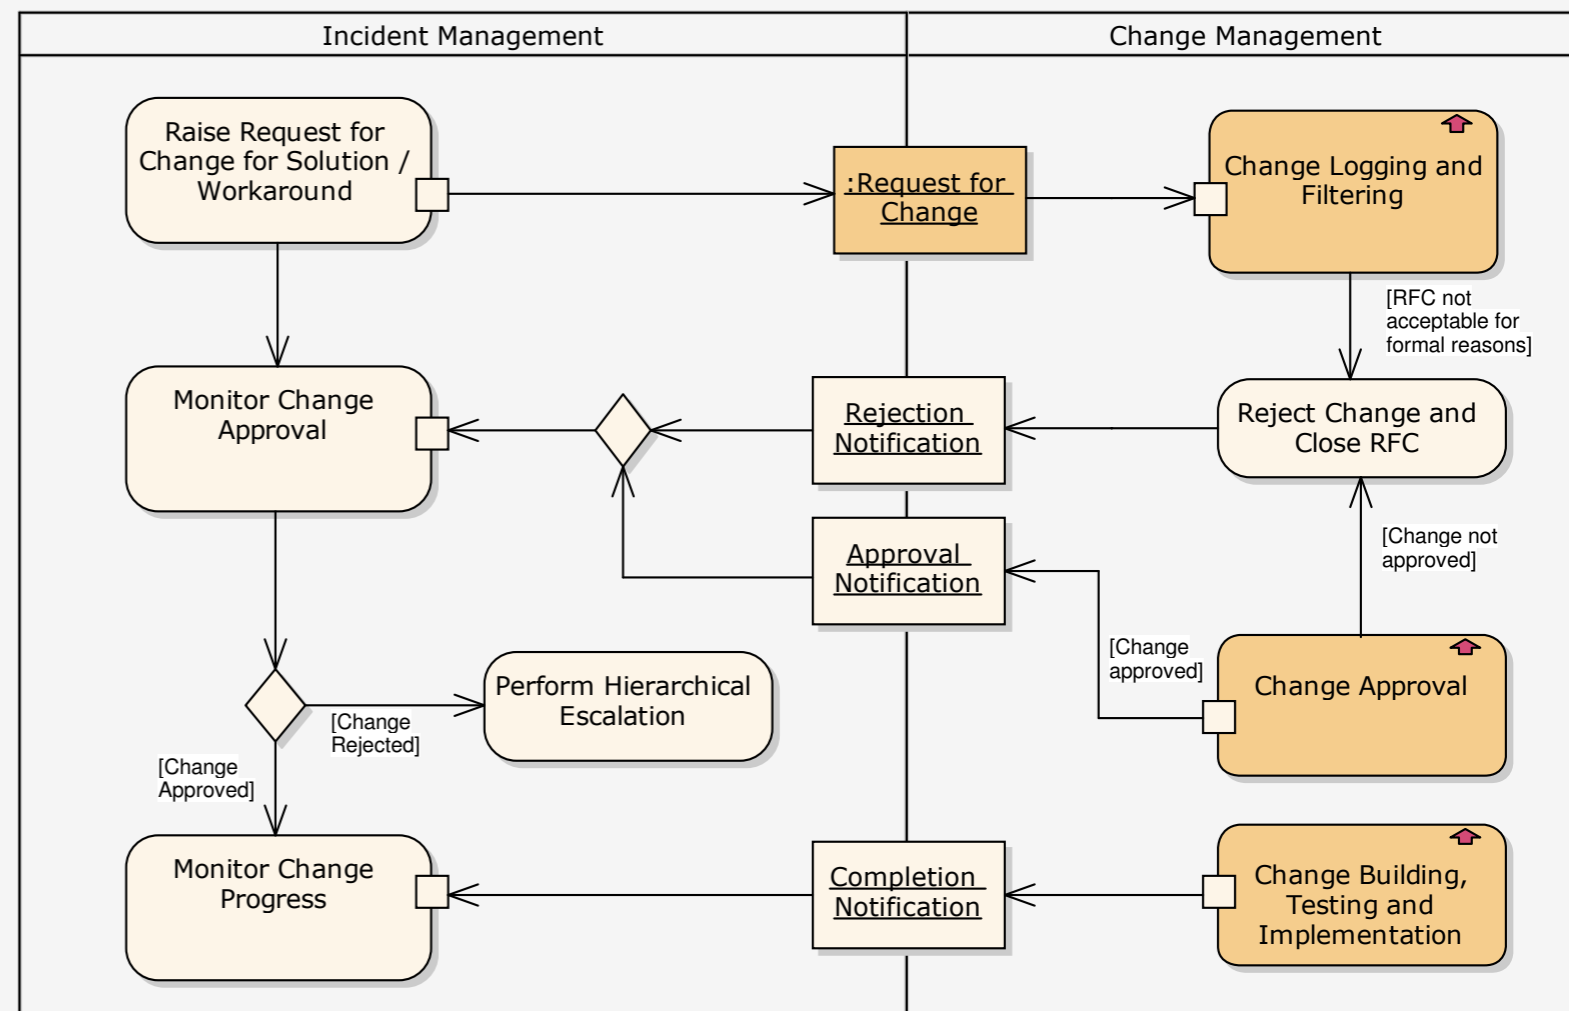 Incident Management
Change Management
Raise Request for
Change for Solution /
Workaround
:Request for
Change
Change Logging and
Filtering
[RFC not
acceptable for
formal reasons]
Monitor Change
Approval
Rejection
Notification
Reject Change and
Close RFC
Approval
Notification
[Change not
approved]
[Change
approved]
Change Approval
Perform Hierarchical
Escalation
[Change
Rejected]
[Change
Approved]
Monitor Change
Progress
Completion
Notification
Change Building,
Testing and
Implementation